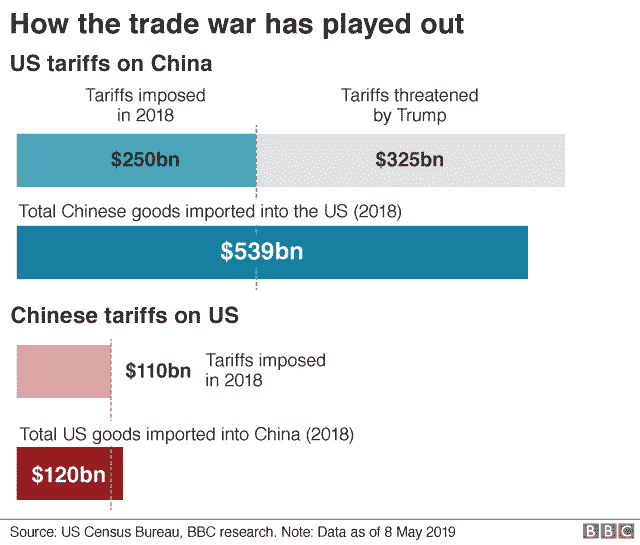 How the trade war has played out
US tariffs on China
Tariffs imposed
in 2018
Tariffs threatened
by Trump
$250bn
$325bn
Total Chinese goods imported into the US (2018)
$539bn
Chinese tariffs on US
$110bn
Tariffs imposed
in 2018
Total US goods imported into China (2018)
$120bn
Source: US Census Bureau, BBC research. Note: Data as of 8 May 2019
BBC